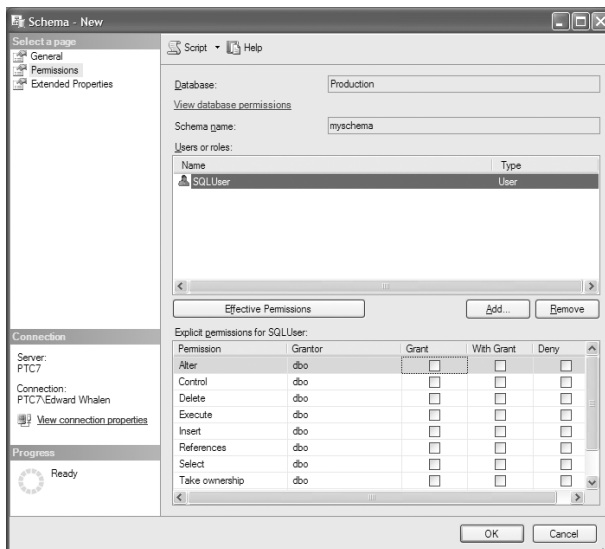 Schema - New
Select a page
General
Permissions
Extended Properties
Script Help
Database: Production
View database permissions
Schema name: myschema
Users or roles:
Name Type
SQLUser User
Effective Permissions Add... Remove
Explicit permissions for SQLUser:
Permission Grantor Grant With Grant Deny
Alter dbo
Control dbo
Delete dbo
Execute dbo
Insert dbo
References dbo
Select dbo
Take ownership dbo
Connection
Server:
PTC7
Connection:
PTC7\Edward Whalen
View connection properties
Progress
Ready
OK Cancel